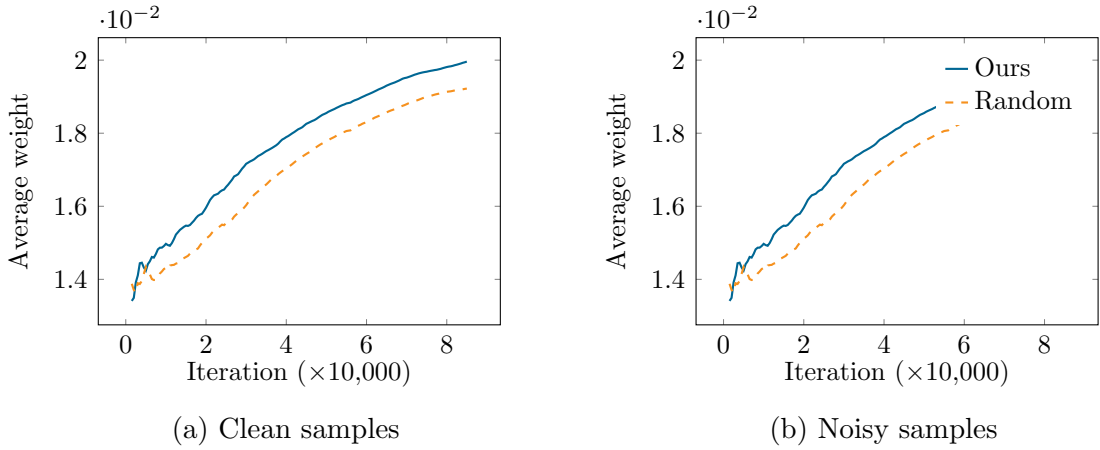 ·10⁻²
2
1.8
1.6
1.4
Average weight
0
2
4
6
8
Iteration (×10,000)
(a) Clean samples
·10⁻²
2
1.8
1.6
1.4
Average weight
Ours
Random
0
2
4
6
8
Iteration (×10,000)
(b) Noisy samples